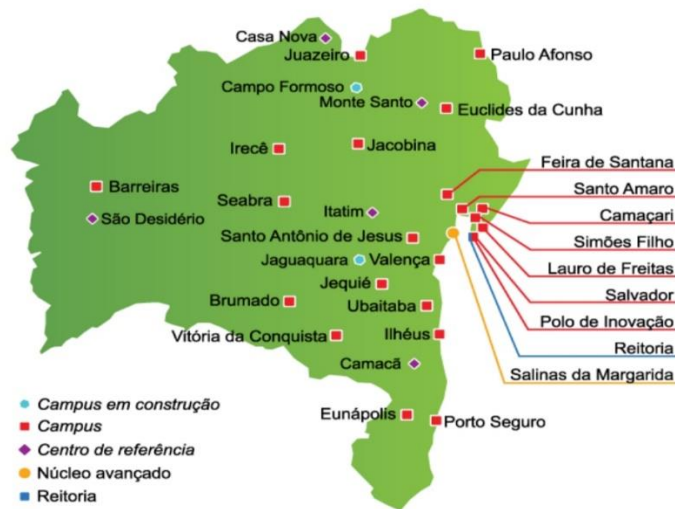 Casa Nova
Juazeiro
Paulo Afonso
Campo Formoso
Monte Santo
Euclides da Cunha
Irecê
Jacobina
Feira de Santana
Barreiras
Santo Amaro
Seabra
Itatim
Camaçari
São Desidério
Santo Antônio de Jesus
Simões Filho
Jaguaquara
Valença
Lauro de Freitas
Jequié
Salvador
Brumado
Ubaitaba
Polo de Inovação
Vitória da Conquista
Ilhéus
Reitoria
Camacã
Salinas da Margarida
Campus em construção
Eunápolis
Porto Seguro
Campus
Centro de referência
Núcleo avançado
Reitoria